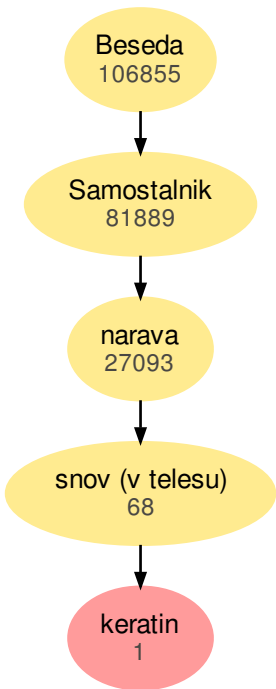 Beseda
106855
Samostalnik
81889
narava
27093
snov (v telesu)
68
keratin
1